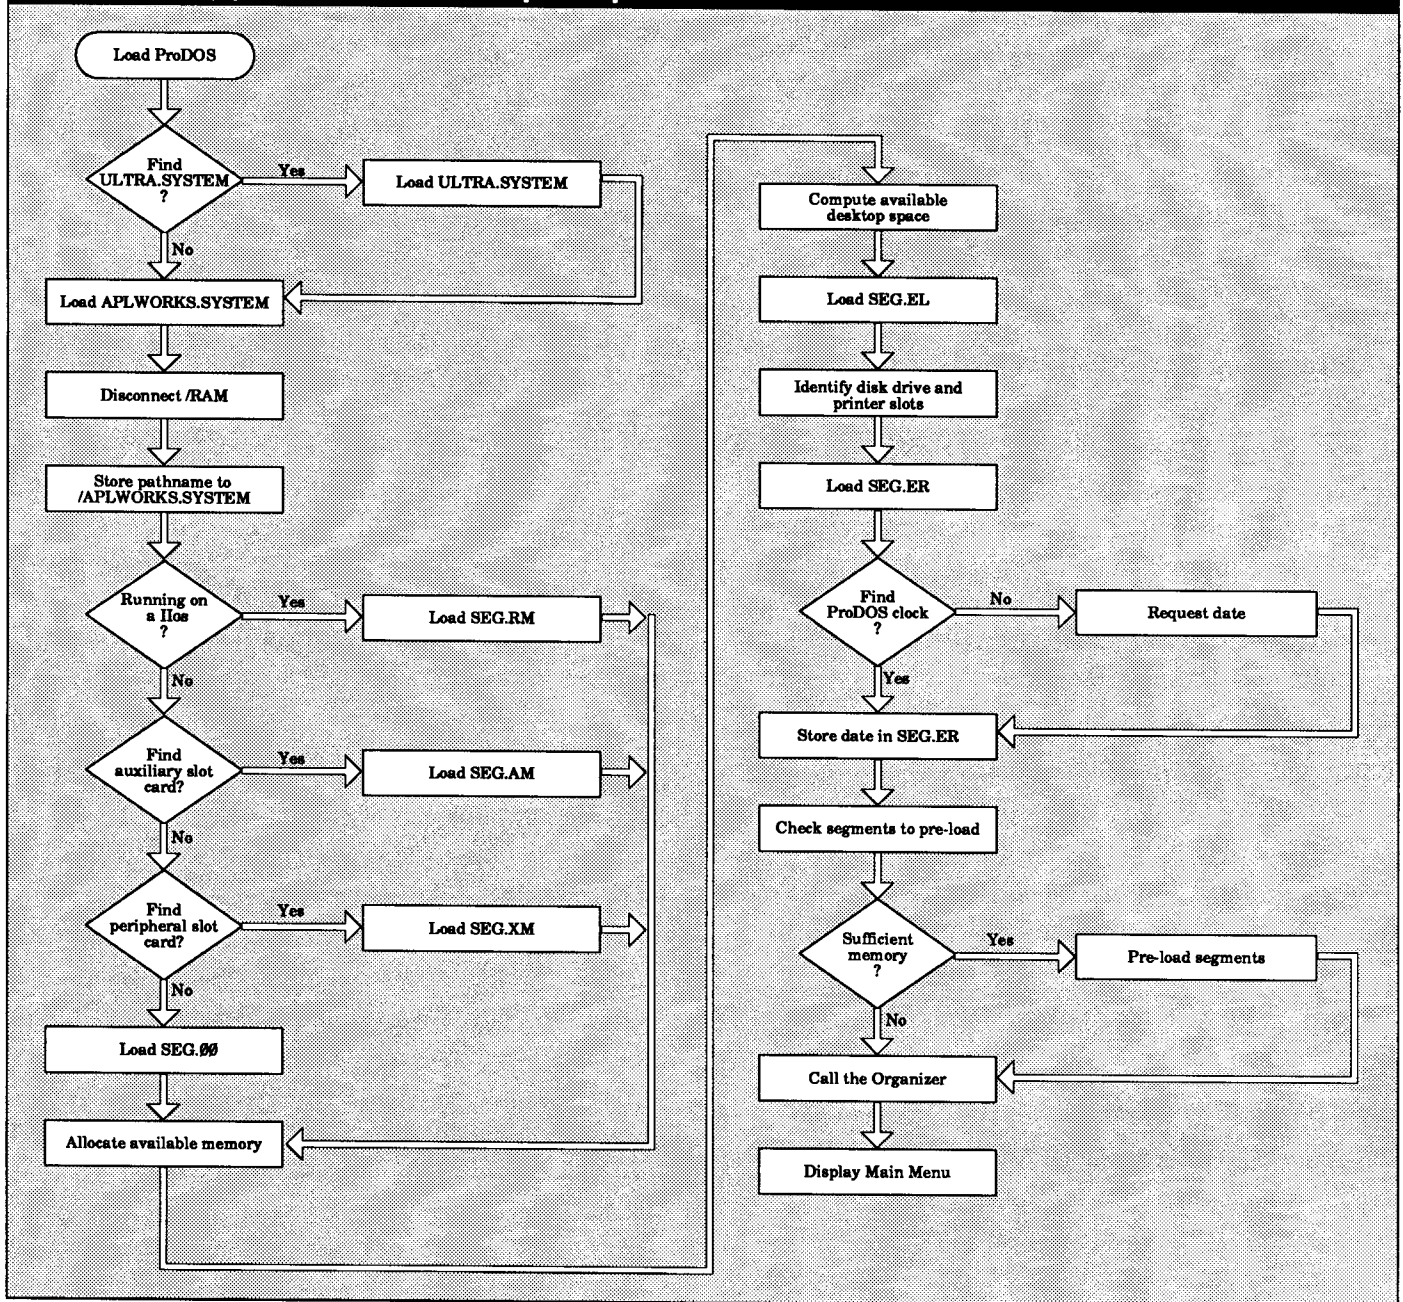 Load ProDOS
Find
ULTRA.SYSTEM
?
Yes
Load ULTRA.SYSTEM
No
Load APLWORKS.SYSTEM
Disconnect /RAM
Store pathname to
/APLWORKS.SYSTEM
Running on
a IIos
?
Yes
Load SEG.RM
No
Find
auxiliary slot
card?
Yes
Load SEG.AM
No
Find
peripheral slot
card?
Yes
Load SEG.XM
No
Load SEG.ØØ
Allocate available memory
Compute available
desktop space
Load SEG.EL
Identify disk drive and
printer slots
Load SEG.ER
Find
ProDOS clock
?
No
Request date
Yes
Store date in SEG.ER
Check segments to pre-load
Sufficient
memory
?
Yes
Pre-load segments
No
Call the Organizer
Display Main Menu